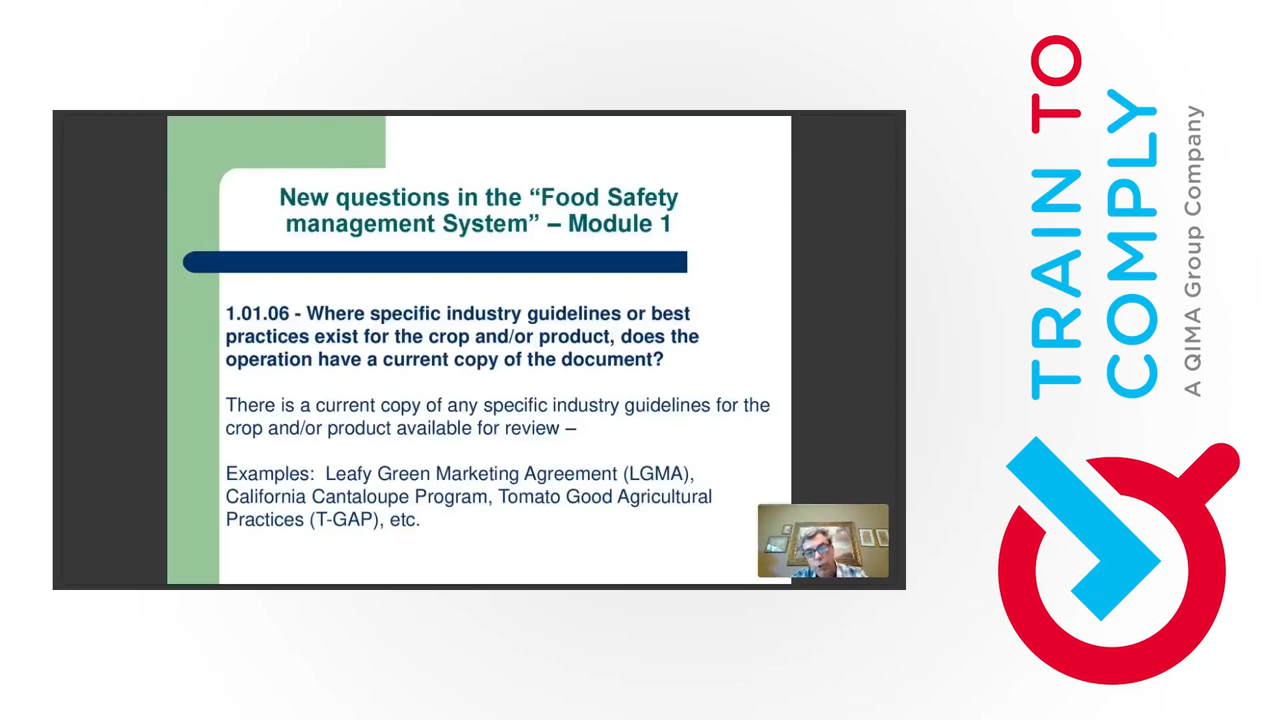 New questions in the “Food Safety
management System” – Module 1
1.01.06 - Where specific industry guidelines or best
practices exist for the crop and/or product, does the
operation have a current copy of the document?
There is a current copy of any specific industry guidelines for the
crop and/or product available for review –
Examples:  Leafy Green Marketing Agreement (LGMA),
California Cantaloupe Program, Tomato Good Agricultural
Practices (T-GAP), etc.
TRAIN TO
COMPLY
A QIMA Group Company